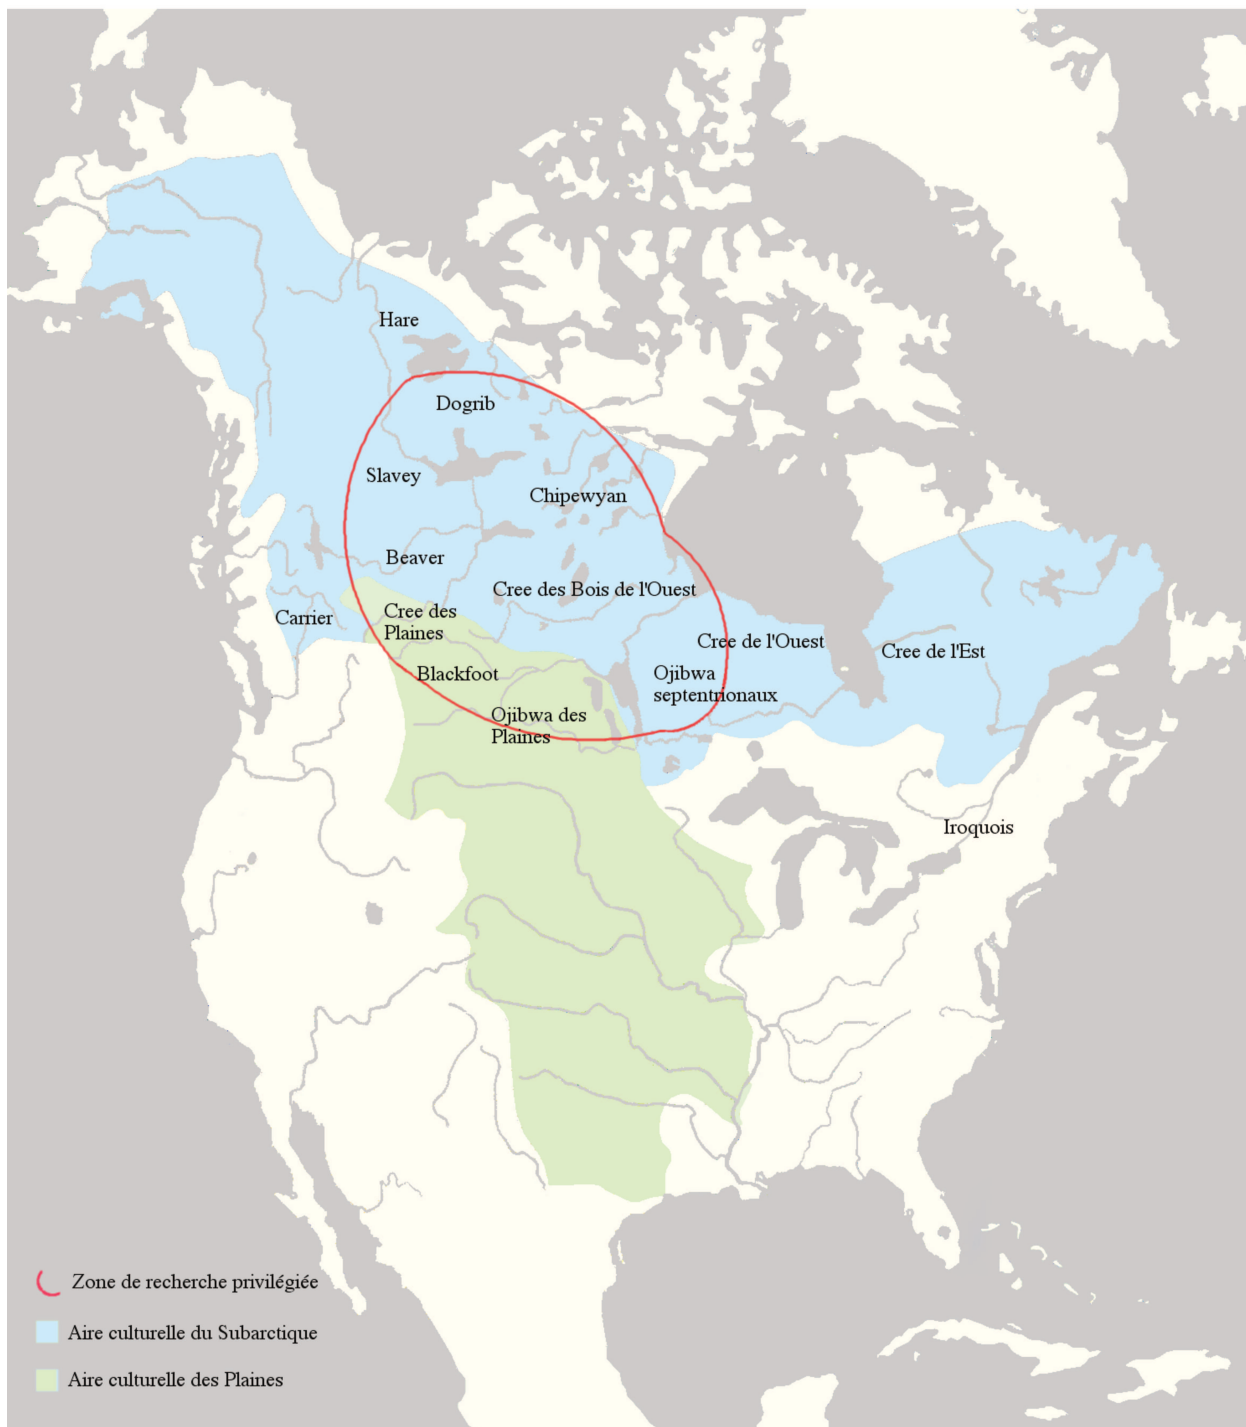 Hare
Dogrib
Slavey
Chipewyan
Beaver
Cree des Bois de l'Ouest
Carrier
Cree des
Plaines
Cree de l'Ouest
Cree de l'Est
Blackfoot
Ojibwa
septentrionaux
Ojibwa des
Plaines
Iroquois
Zone de recherche privilégiée
Aire culturelle du Subarctique
Aire culturelle des Plaines